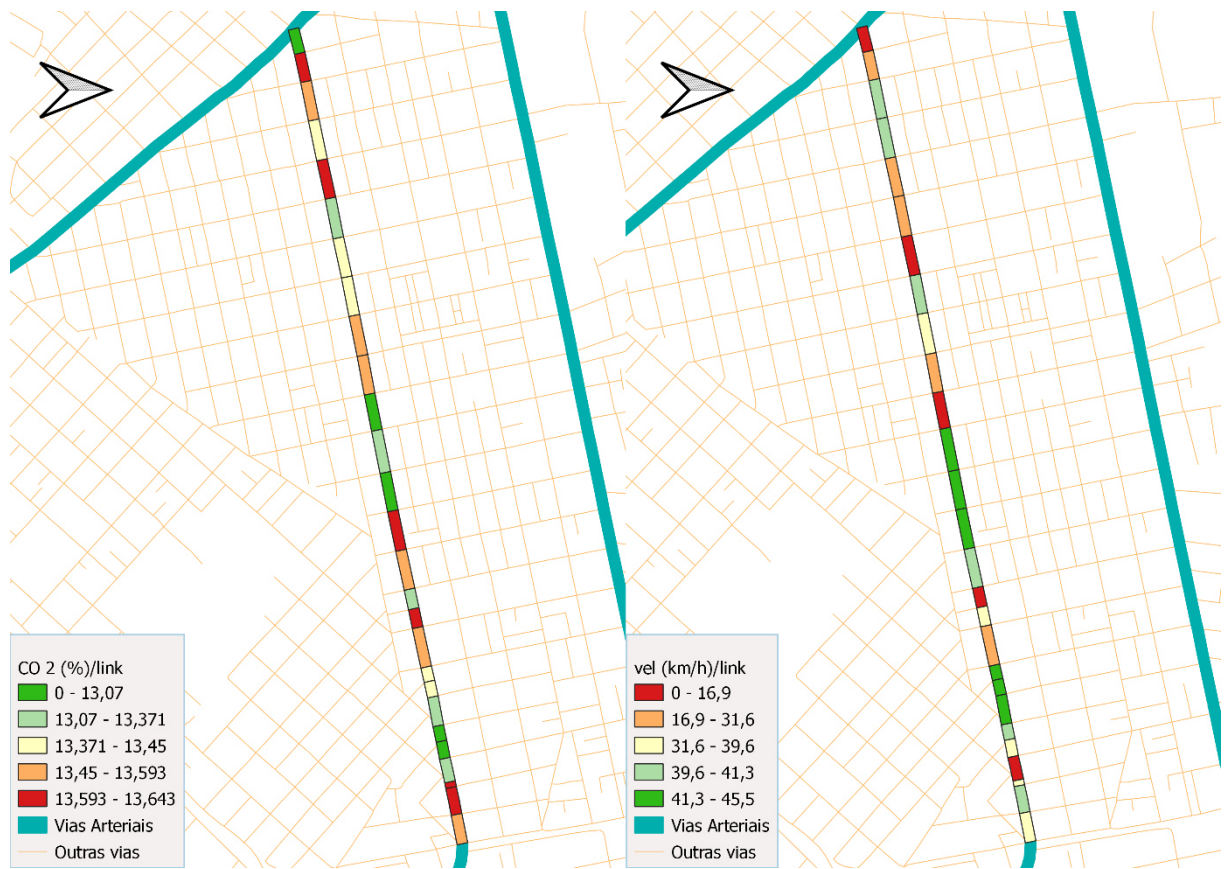 CO 2 (%)/link
0 - 13,07
13,07 - 13,371
13,371 - 13,45
13,45 - 13,593
13,593 - 13,643
Vias Arteriais
Outras vias
vel (km/h)/link
0 - 16,9
16,9 - 31,6
31,6 - 39,6
39,6 - 41,3
41,3 - 45,5
Vias Arteriais
Outras vias